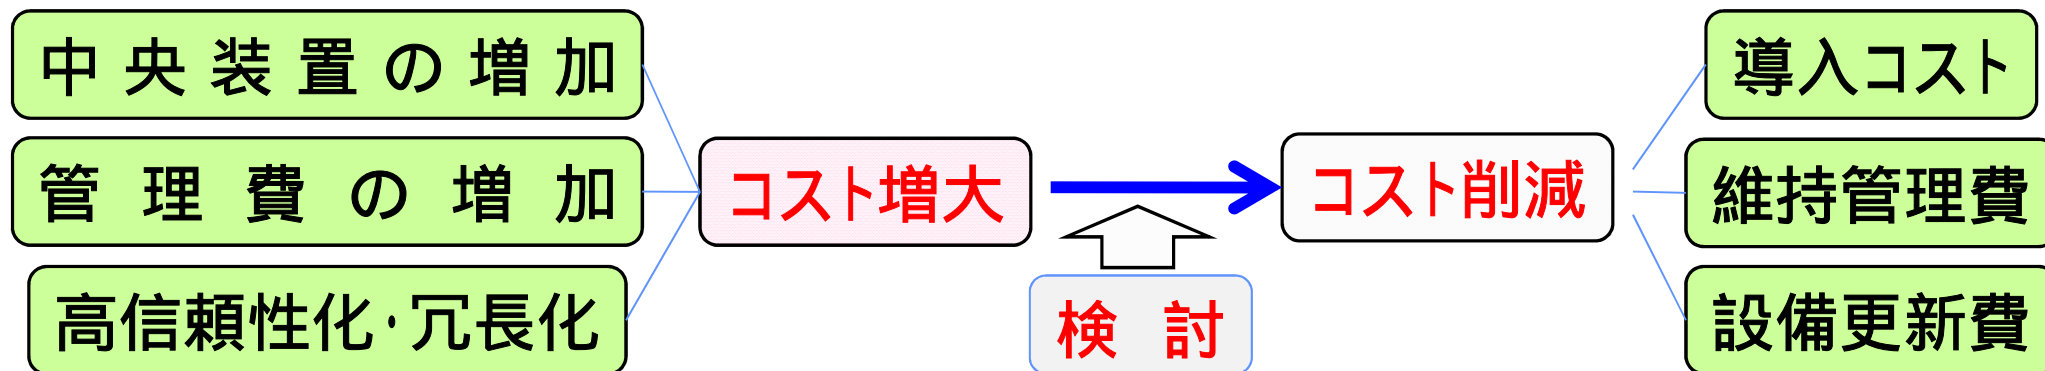 中央装置の増加
管理費の増加
高信頼性化・冗長化
コスト増大
検討
コスト削減
導入コスト
維持管理費
設備更新費